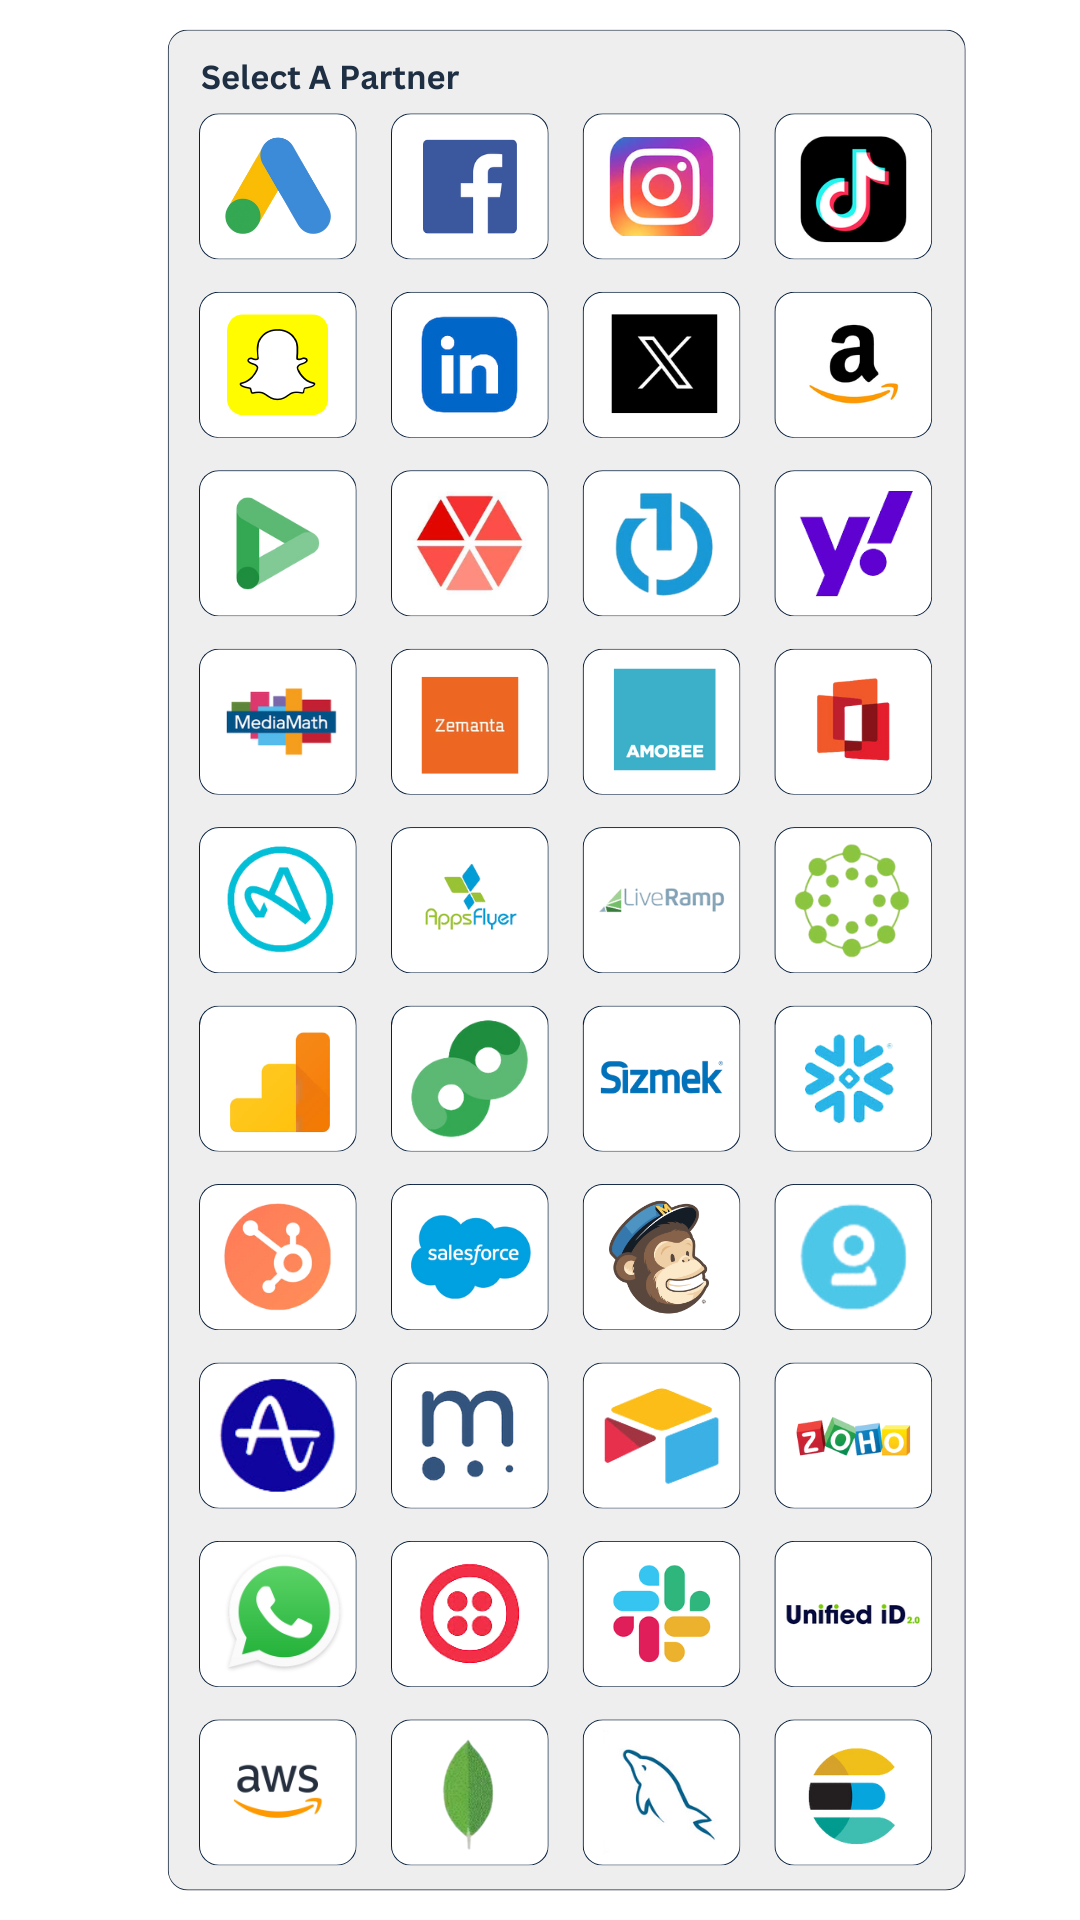 Select A Partner
f
in
X
a
y!
MediaMath
Zemanta
AMOBEE
AppsFlyer
LiveRamp
Sizmek
salesforce
M
m
ZOHO
Unified iD 2.0
aws